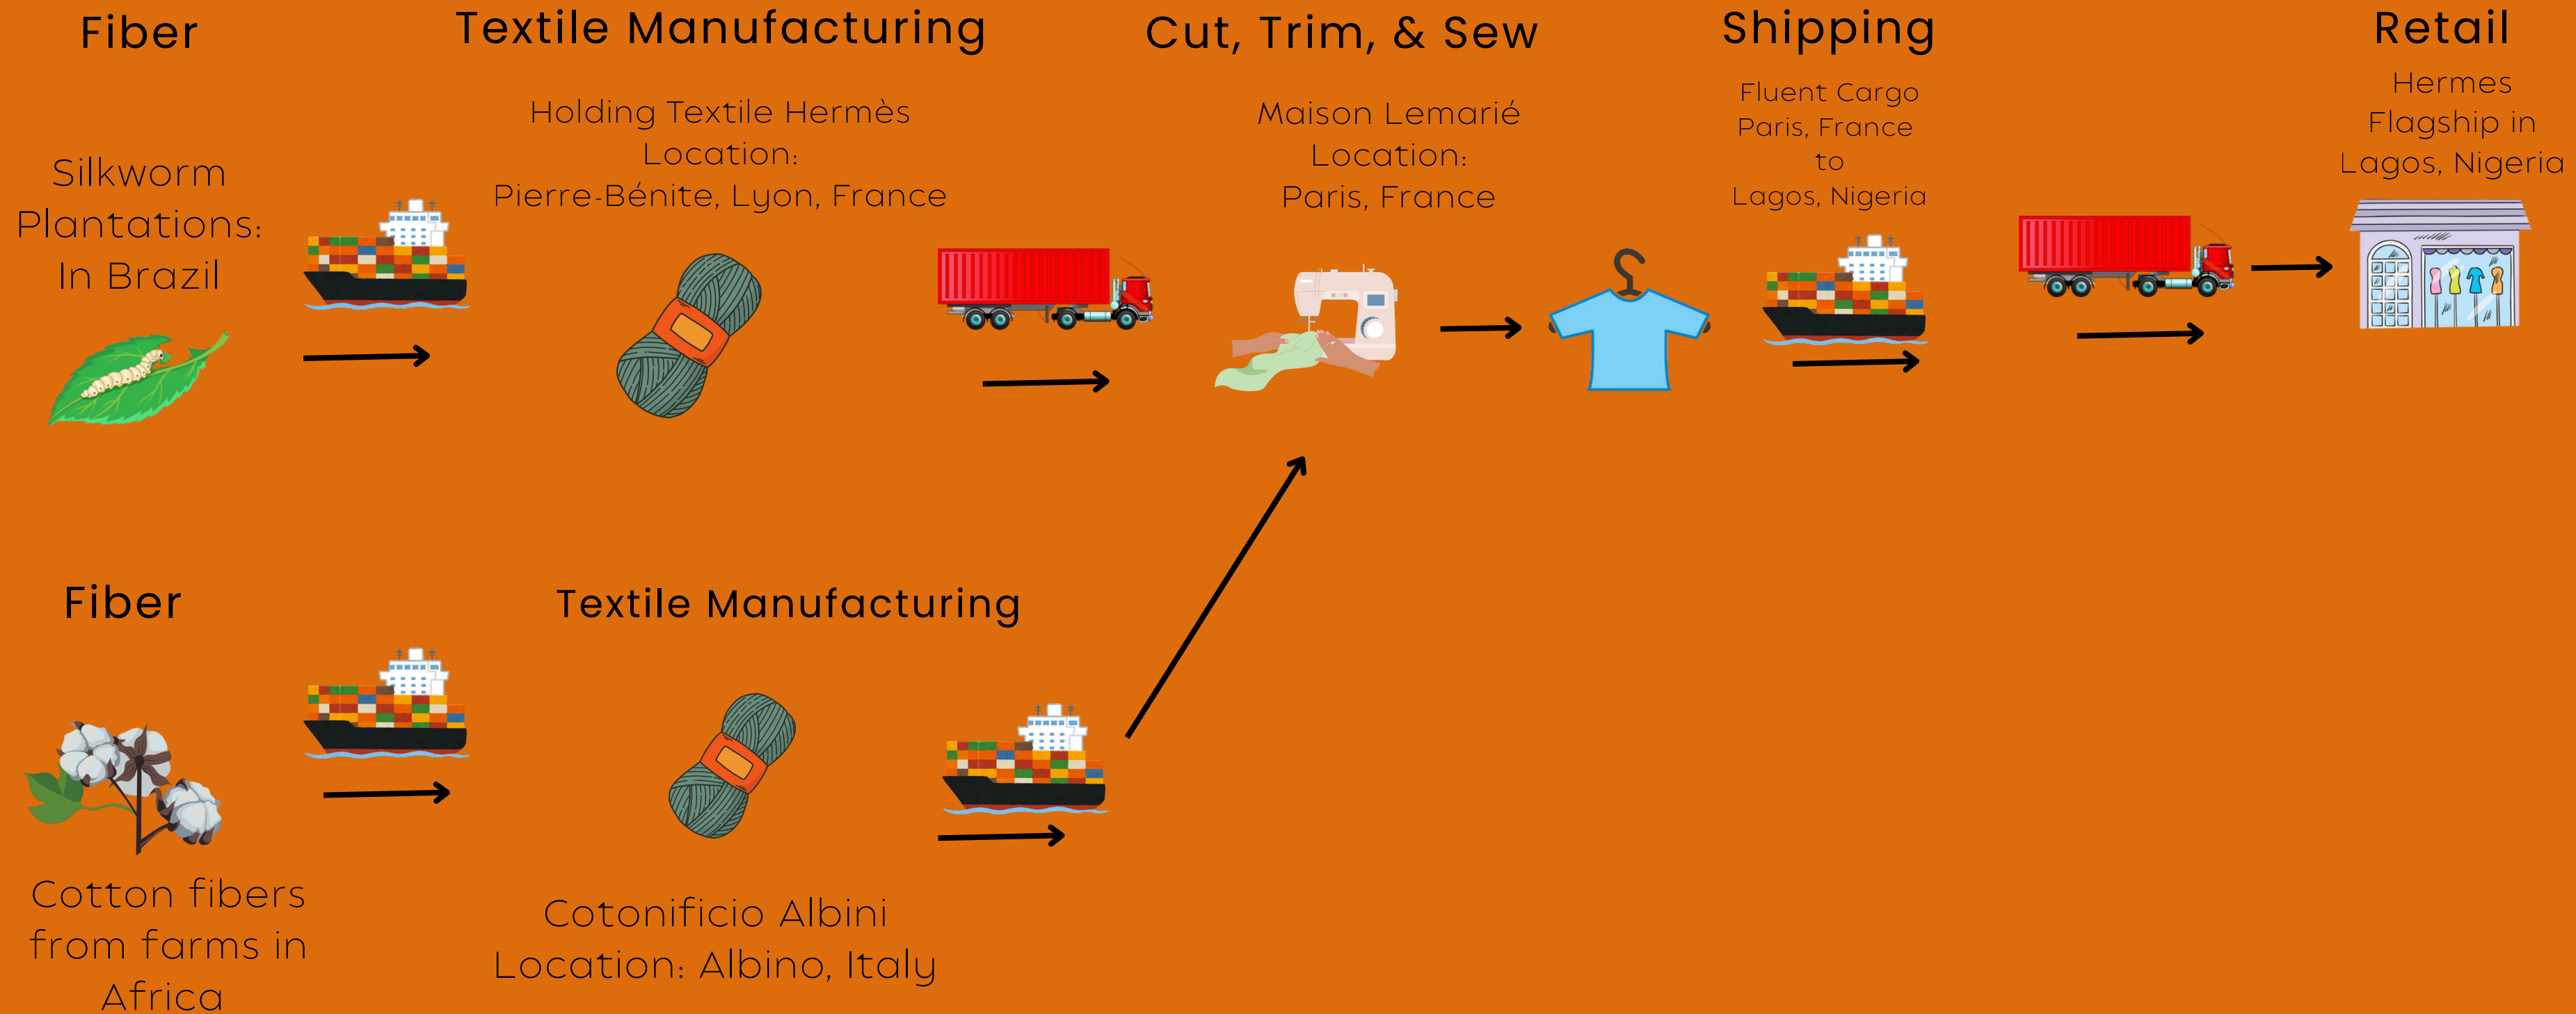 Fiber
Silkworm
Plantations:
In Brazil
Textile Manufacturing
Holding Textile Hermès
Location:
Pierre-Bénite, Lyon, France
Cut, Trim, & Sew
Maison Lemarié
Location:
Paris, France
Shipping
Fluent Cargo
Paris, France
to
Lagos, Nigeria
Retail
Hermes
Flagship in
Lagos, Nigeria
Fiber
Cotton fibers
from farms in
Africa
Textile Manufacturing
Cotonificio Albini
Location: Albino, Italy